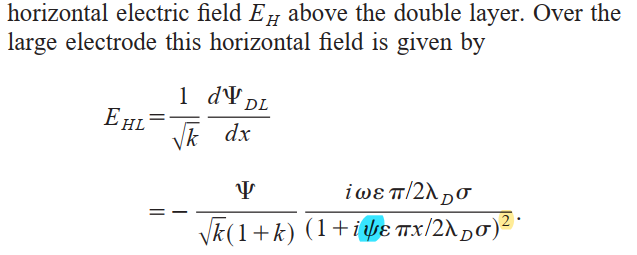 horizontal electric field E_H above the double layer. Over the
large electrode this horizontal field is given by
E_{HL} = \frac{1}{\sqrt{k}} \frac{d\Psi_{DL}}{dx}
= - \frac{\Psi}{\sqrt{k}(1+k)} \frac{i\omega\varepsilon\pi/2\lambda_D\sigma}{(1+i\psi\varepsilon\pi x/2\lambda_D\sigma)^2}.